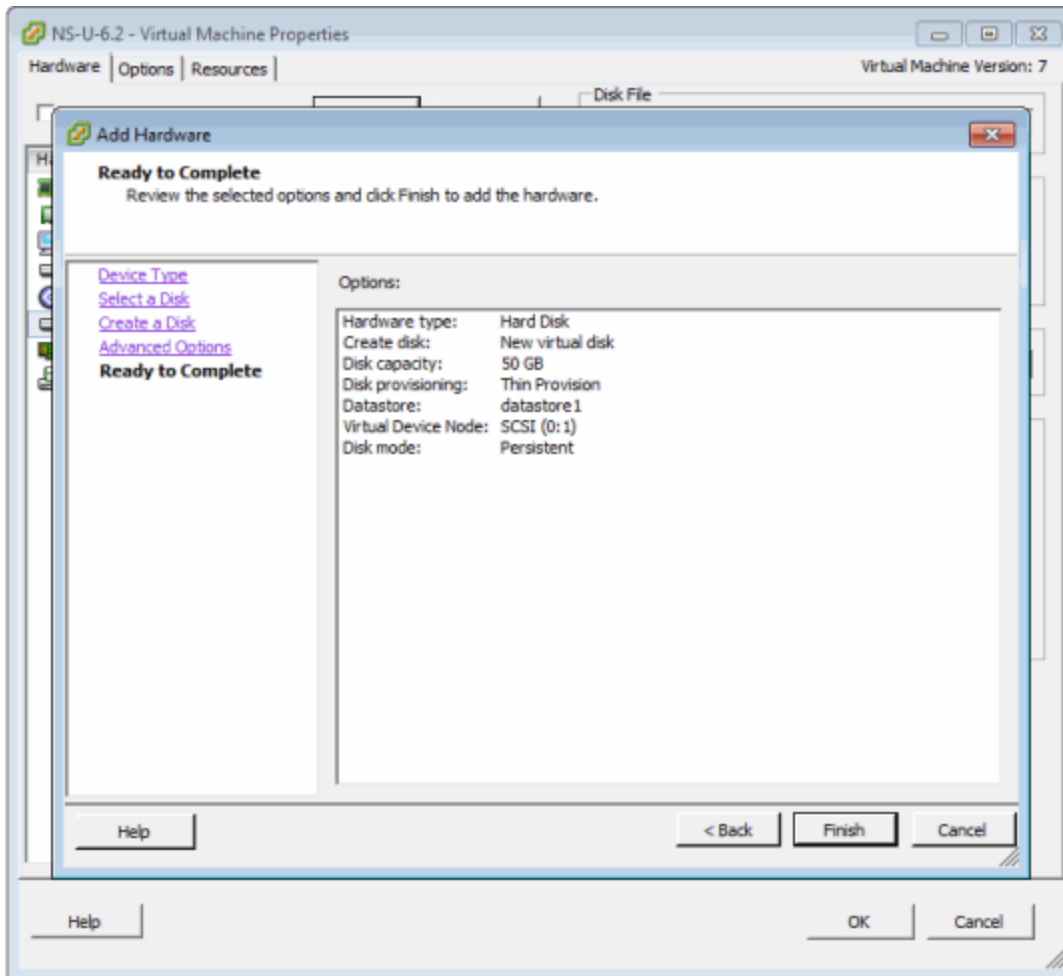 NS-U-6.2 - Virtual Machine Properties
Hardware Options Resources Virtual Machine Version: 7
Disk File
Add Hardware
Ready to Complete
Review the selected options and click Finish to add the hardware.
Device Type
Select a Disk
Create a Disk
Advanced Options
Ready to Complete
Options:
Hardware type: Hard Disk
Create disk: New virtual disk
Disk capacity: 50 GB
Disk provisioning: Thin Provision
Datastore: datastore1
Virtual Device Node: SCSI (0:1)
Disk mode: Persistent
Help < Back Finish Cancel
Help OK Cancel